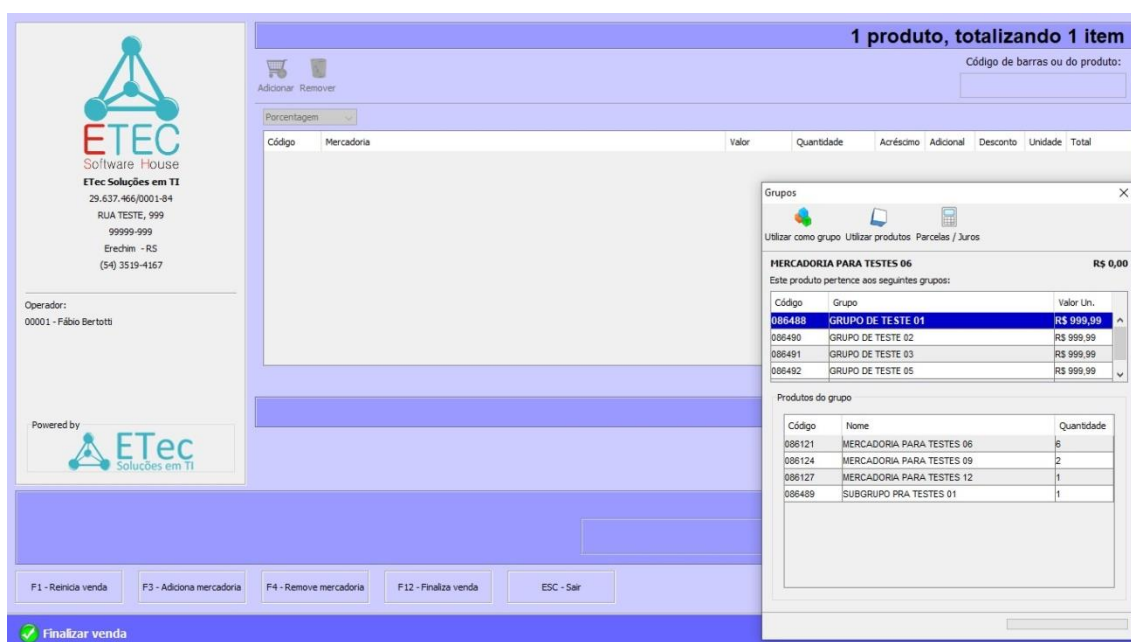 ETEC
Software House
ETec Soluções em TI
29.637.466/0001-84
RUA TESTE, 999
99999-999
Erechim - RS
(54) 3519-4167
Operador:
00001 - Fábio Bertotti
Powered by
ETec
Soluções em TI
1 produto, totalizando 1 item
Código de barras ou do produto:
Adicionar Remover
Porcentagem
Código Mercadoria Valor Quantidade Acréscimo Adicional Desconto Unidade Total
Grupos
Utilizar como grupo Utilizar produtos Parcelas / Juros
MERCADORIA PARA TESTES 06 R$ 0,00
Este produto pertence aos seguintes grupos:
Código Grupo Valor Un.
086488 GRUPO DE TESTE 01 R$ 999,99
086490 GRUPO DE TESTE 02 R$ 999,99
086491 GRUPO DE TESTE 03 R$ 999,99
086492 GRUPO DE TESTE 05 R$ 999,99
Produtos do grupo
Código Nome Quantidade
086121 MERCADORIA PARA TESTES 06 6
086124 MERCADORIA PARA TESTES 09 2
086127 MERCADORIA PARA TESTES 12 1
086489 SUBGRUPO PRA TESTES 01 1
F1 - Reinicia venda F3 - Adiciona mercadoria F4 - Remove mercadoria F12 - Finaliza venda ESC - Sair
Finalizar venda